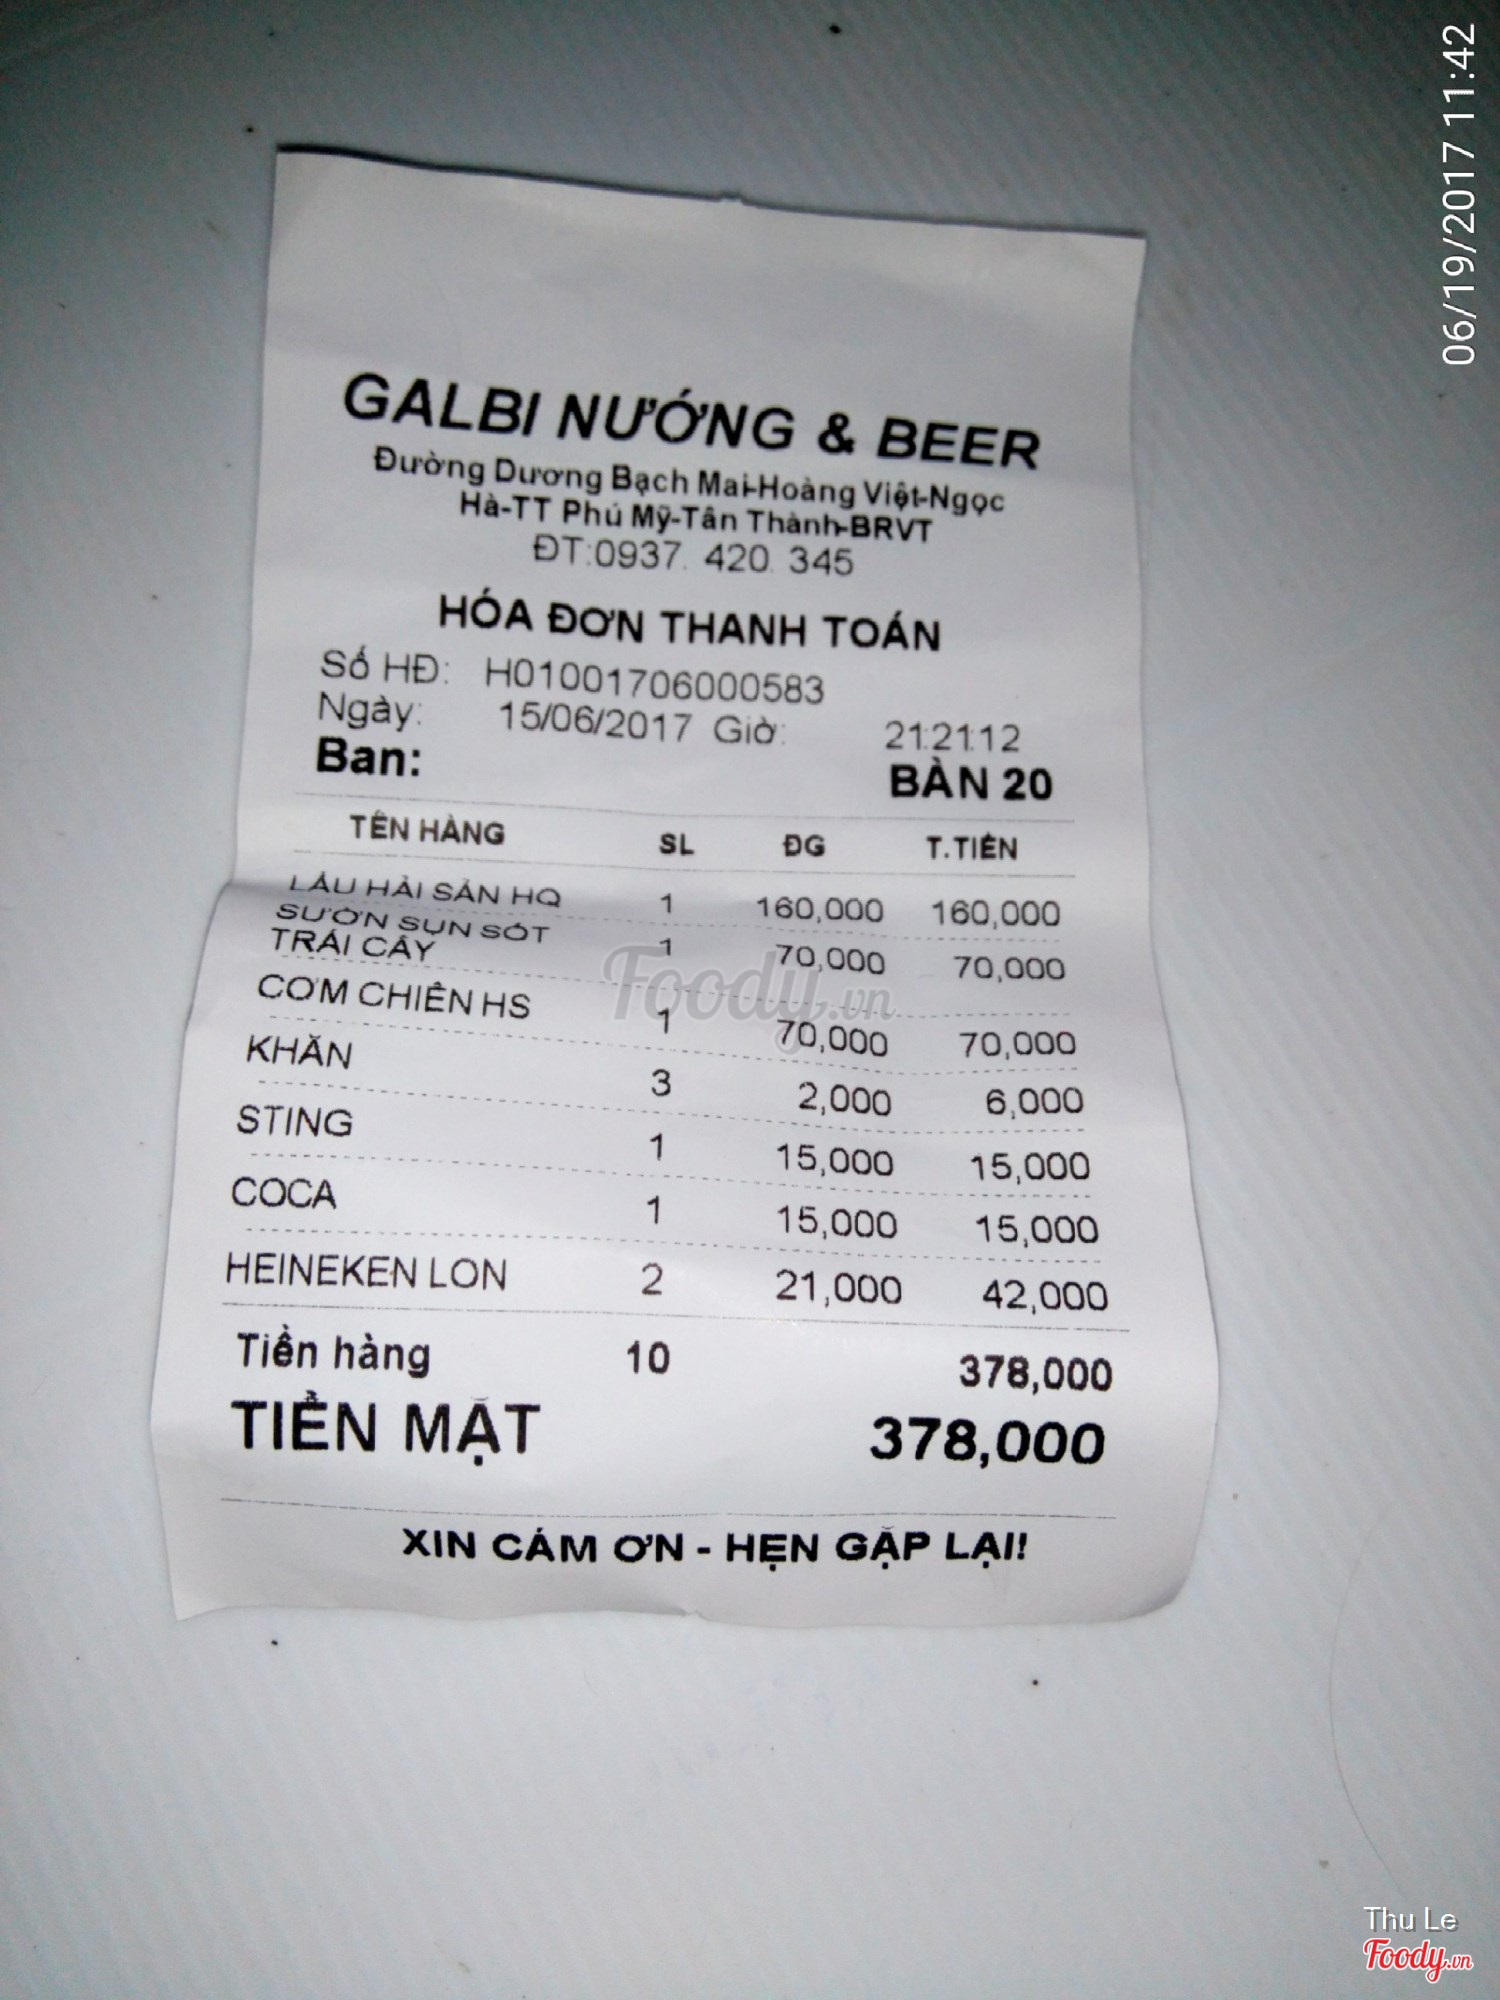 06/19/2017 11:42
GALBI NƯỚNG & BEER
Đường Dương Bạch Mai-Hoàng Việt-Ngọc
Hà-TT Phú Mỹ-Tân Thành-BRVT
ĐT:0937. 420. 345
HÓA ĐƠN THANH TOÁN
Số HĐ: H01001706000583
Ngày: 15/06/2017 Giờ: 21:21:12
Ban: BÀN 20
TÊN HÀNG SL ĐG T.TIỀN
LẨU HẢI SẢN HQ 1 160,000 160,000
SƯỜN SỤN SỐT
TRÁI CÂY 1 70,000 70,000
CƠM CHIÊN HS 1 70,000 70,000
KHĂN 3 2,000 6,000
STING 1 15,000 15,000
COCA 1 15,000 15,000
HEINEKEN LON 2 21,000 42,000
Tiền hàng 10 378,000
TIỀN MẶT 378,000
XIN CÁM ƠN - HẸN GẶP LẠI!
Foody.vn
Thu Le
Foody.vn